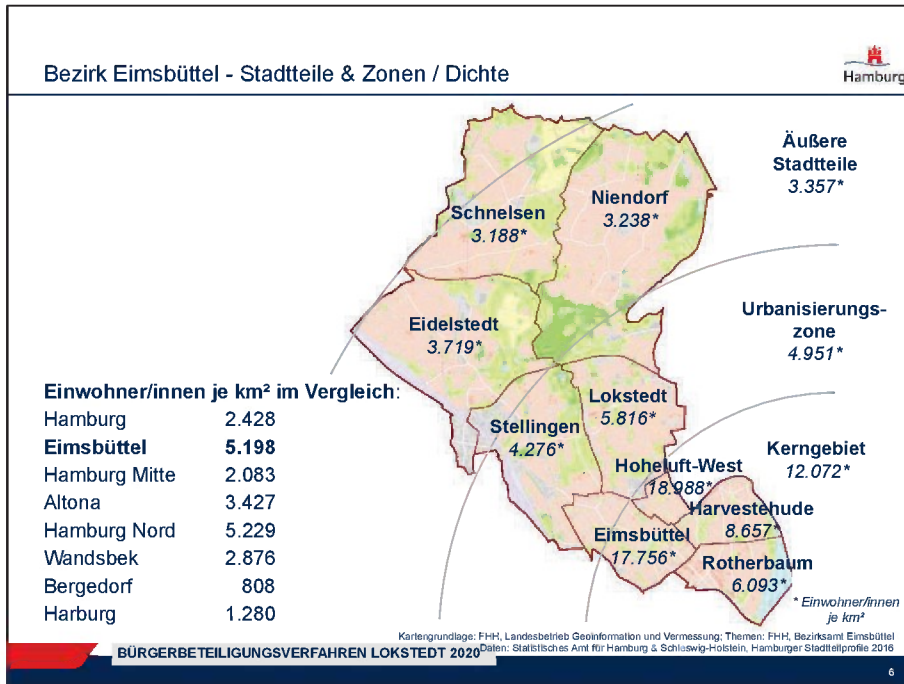 Bezirk Eimsbüttel - Stadtteile & Zonen / Dichte
Hamburg
Äußere
Stadtteile
3.357*
Niendorf
3.238*
Schnelsen
3.188*
Urbanisierungs-
zone
4.951*
Eidelstedt
3.719*
Einwohner/innen je km² im Vergleich:
Hamburg 2.428
Eimsbüttel 5.198
Hamburg Mitte 2.083
Altona 3.427
Hamburg Nord 5.229
Wandsbek 2.876
Bergedorf 808
Harburg 1.280
Lokstedt
5.816*
Stellingen
4.276*
Kerngebiet
12.072*
Hoheluft-West
18.988*
Harvestehude
8.657*
Eimsbüttel
17.756*
Rotherbaum
6.093*
* Einwohner/innen
je km²
Kartengrundlage: FHH, Landesbetrieb Geoinformation und Vermessung; Themen: FHH, Bezirksamt Eimsbüttel
Daten: Statistisches Amt für Hamburg & Schleswig-Holstein, Hamburger Stadtteilprofile 2016
BÜRGERBETEILIGUNGSVERFAHREN LOKSTEDT 2020
6